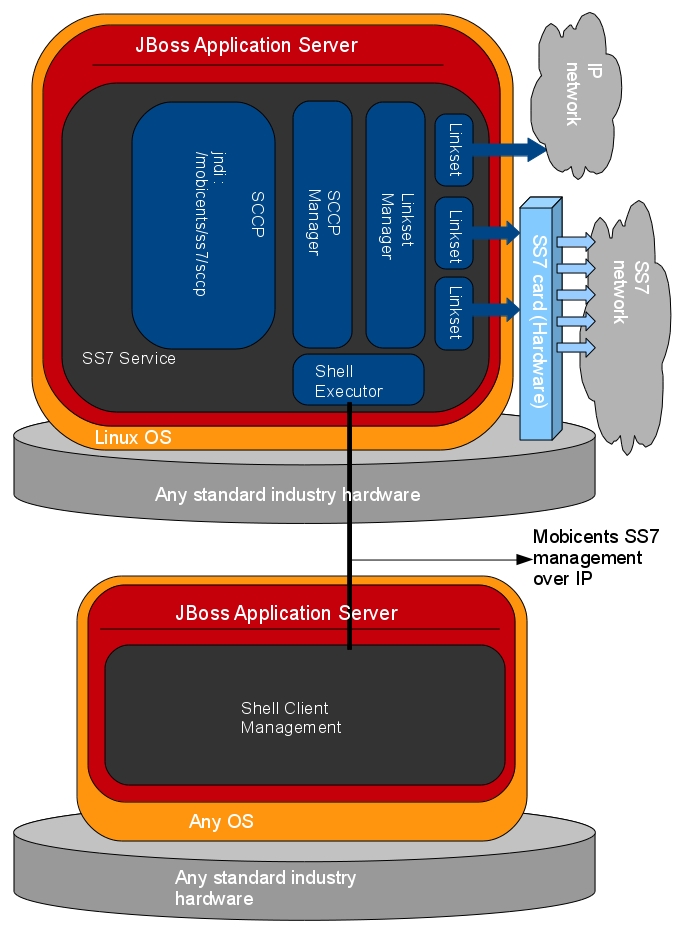 JBoss Application Server
IP
network
jndi :
/mobicents/ss7/sccp
SCCP
SCCP
Manager
Linkset
Manager
Linkset
Linkset
Linkset
SS7 card (Hardware)
SS7
network
SS7 Service
Shell
Executor
Linux OS
Any standard industry hardware
Mobicents SS7
management
over IP
JBoss Application Server
Shell Client
Management
Any OS
Any standard industry
hardware